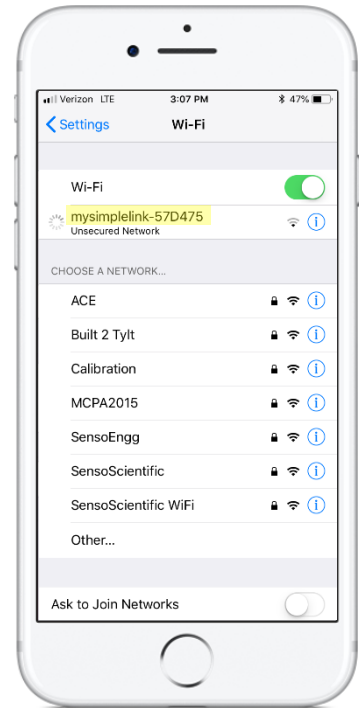 Verizon LTE 3:07 PM 47%
Settings Wi-Fi
Wi-Fi
mysimplelink-57D475
Unsecured Network
CHOOSE A NETWORK...
ACE
Built 2 Tylt
Calibration
MCPA2015
SensoEngg
SensoScientific
SensoScientific WiFi
Other...
Ask to Join Networks